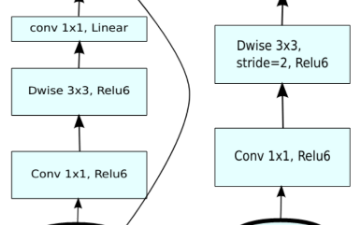 conv 1x1, Linear
Dwise 3x3, Relu6
Conv 1x1, Relu6
Dwise 3x3,
stride=2, Relu6
Conv 1x1, Relu6